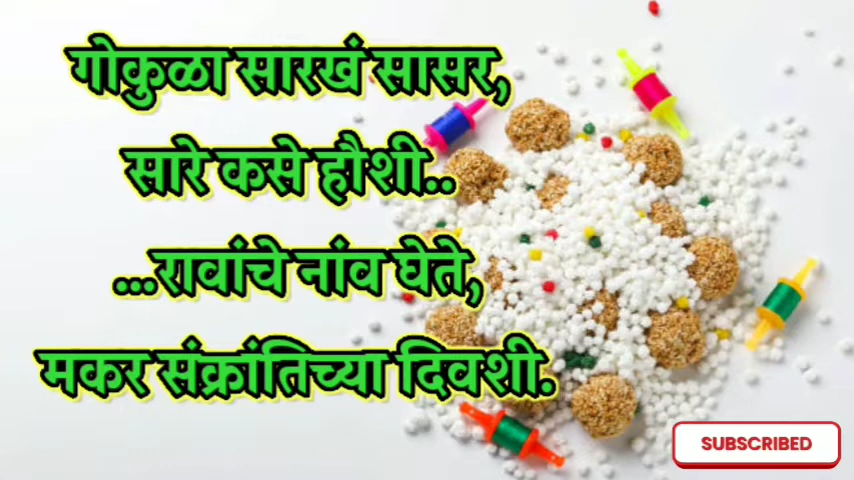 गोकुळा सारखं सासर,
सारे कसे हौशी..
...रावांचे नांव घेते,
मकर संक्रांतिच्या दिवशी.
SUBSCRIBED